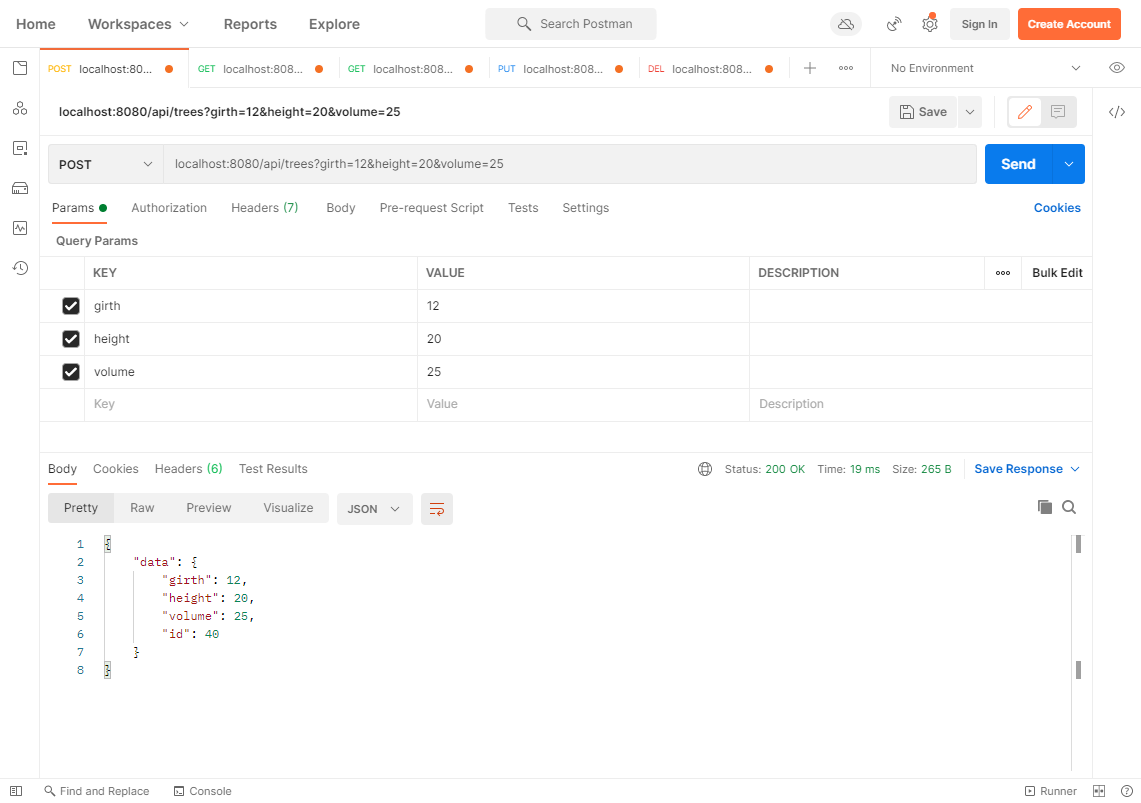 Home Workspaces Reports Explore Search Postman Sign In Create Account
POST localhost:80... GET localhost:808... GET localhost:808... PUT localhost:808... DEL localhost:808... No Environment
localhost:8080/api/trees?girth=12&height=20&volume=25 Save
POST localhost:8080/api/trees?girth=12&height=20&volume=25 Send
Params Authorization Headers (7) Body Pre-request Script Tests Settings Cookies
Query Params
KEY VALUE DESCRIPTION Bulk Edit
girth 12
height 20
volume 25
Key Value Description
Body Cookies Headers (6) Test Results Status: 200 OK Time: 19 ms Size: 265 B Save Response
Pretty Raw Preview Visualize JSON
1 {
2 "data": {
3 "girth": 12,
4 "height": 20,
5 "volume": 25,
6 "id": 40
7 }
8 }
Find and Replace Console Runner